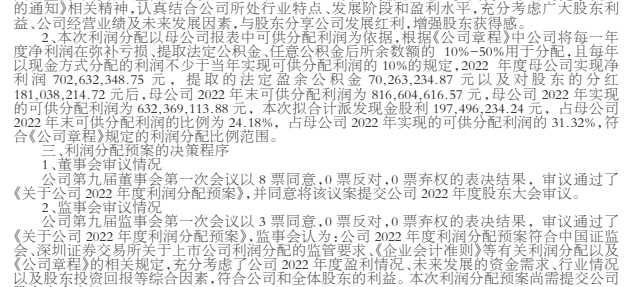 的通知》相关精神,认真结合公司所处行业特点、发展阶段和盈利水平,充分考虑广大股东利
益、公司经营业绩及未来发展因素,与股东分享公司发展红利,增强股东获得感。
2、本次利润分配以母公司报表中可供分配利润为依据,根据《公司章程》中公司将每一年
度净利润在弥补亏损、提取法定公积金、任意公积金后所余数额的 10%-50%用于分配,且每年
以现金方式分配的利润不少于当年实现可供分配利润的 10%的规定,2022 年度母公司实现净
利润 702,632,348.75 元,提取的法定盈余公积金 70,263,234.87 元以及对股东的分红
181,038,214.72 元后,母公司 2022 年末可供分配利润为 816,604,616.57 元,母公司 2022 年实现
的可供分配利润为 632,369,113.88 元,本次拟合计派发现金股利 197,496,234.24 元,占母公司
2022 年末可供分配利润的比例为 24.18%,占母公司 2022 年实现的可供分配利润的 31.32%,符
合《公司章程》规定的利润分配比例范围。
三、利润分配预案的决策程序
1、董事会审议情况
公司第九届董事会第一次会议以 8 票同意,0 票反对,0 票弃权的表决结果,审议通过了
《关于公司 2022 年度利润分配预案》,并同意将该议案提交公司 2022 年度股东大会审议。
2、监事会审议情况
公司第九届监事会第一次会议以 3 票同意,0 票反对,0 票弃权的表决结果,审议通过了
《关于公司 2022 年度利润分配预案》,监事会认为:公司 2022 年度利润分配预案符合中国证监
会、深圳证券交易所关于上市公司利润分配的监管要求、《企业会计准则》等有关利润分配以及
《公司章程》的相关规定,充分考虑了公司 2022 年度盈利情况、未来发展的资金需求、行业情况
以及股东投资回报等综合因素,符合公司和全体股东的利益。本次利润分配预案尚需提交公司